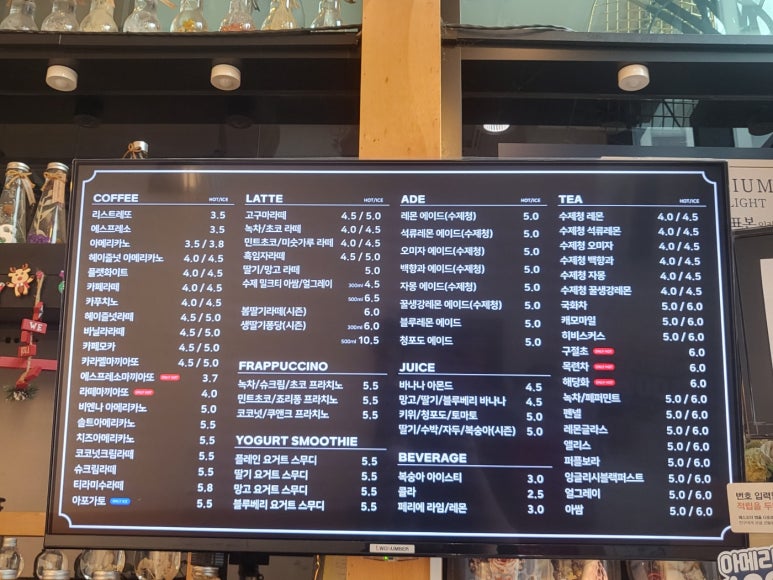 COFFEE HOT/ICE
리스트레또 3.5
에스프레소 3.5
아메리카노 3.5 / 3.8
헤이즐넛 아메리카노 4.0 / 4.5
플랫화이트 4.0 / 4.5
카페라떼 4.0 / 4.5
카푸치노 4.0 / 4.5
헤이즐넛라떼 4.5 / 5.0
바닐라라떼 4.5 / 5.0
카페모카 4.5 / 5.0
카라멜마끼아또 4.5 / 5.0
에스프레소마끼아또 ONLY HOT 3.7
라떼마끼아또 ONLY HOT 4.0
비엔나 아메리카노 5.0
솔트아메리카노 5.5
치즈아메리카노 5.5
코코넛크림라떼 5.5
슈크림라떼 5.5
티라미수라떼 5.8
아포가토 5.5
LATTE HOT/ICE
고구마라떼 4.5 / 5.0
녹차/초코 라떼 4.0 / 4.5
민트초코/미숫가루 라떼 4.0 / 4.5
흑임자라떼 4.5 / 5.0
딸기/망고 라떼 5.0
수제 밀크티 아쌈/얼그레이 300ml 4.5
500ml 6.5
봄딸기라떼(시즌) 6.0
생딸기퐁당(시즌) 300ml 6.0
500ml 10.5
FRAPPUCCINO
녹차/슈크림/초코 프라치노 5.5
민트초코/조리퐁 프라치노 5.5
코코넛/쿠앤크 프라치노 5.5
YOGURT SMOOTHIE
플레인 요거트 스무디 5.5
딸기 요거트 스무디 5.5
망고 요거트 스무디 5.5
블루베리 요거트 스무디 5.5
ADE HOT/ICE
레몬 에이드(수제청) 5.0
석류레몬 에이드(수제청) 5.0
오미자 에이드(수제청) 5.0
백향과 에이드(수제청) 5.0
자몽 에이드(수제청) 5.0
꿀생강레몬 에이드(수제청) 5.0
블루레몬 에이드 5.0
청포도 에이드 5.0
JUICE
바나나 아몬드 4.5
망고/딸기/블루베리 바나나 4.5
키위/청포도/토마토 5.0
딸기/수박/자두/복숭아(시즌) 5.0
BEVERAGE
복숭아 아이스티 3.0
콜라 2.5
페리에 라임/레몬 3.0
TEA HOT/ICE
수제청 레몬 4.0 / 4.5
수제청 석류레몬 4.0 / 4.5
수제청 오미자 4.0 / 4.5
수제청 백향과 4.0 / 4.5
수제청 자몽 4.0 / 4.5
수제청 꿀생강레몬 4.0 / 4.5
국화차 5.0 / 6.0
캐모마일 5.0 / 6.0
히비스커스 5.0 / 6.0
구절초 ONLY HOT 6.0
목련차 ONLY HOT 6.0
해당화 ONLY HOT 6.0
녹차/페퍼민트 5.0 / 6.0
펜넬 5.0 / 6.0
레몬글라스 5.0 / 6.0
앨리스 5.0 / 6.0
퍼플보라 5.0 / 6.0
잉글리시블랙퍼스트 5.0 / 6.0
얼그레이 5.0 / 6.0
아쌈 5.0 / 6.0
TWONUMBER
WE
IUM
LIGHT
표본
번호 입력
적립을
아메리